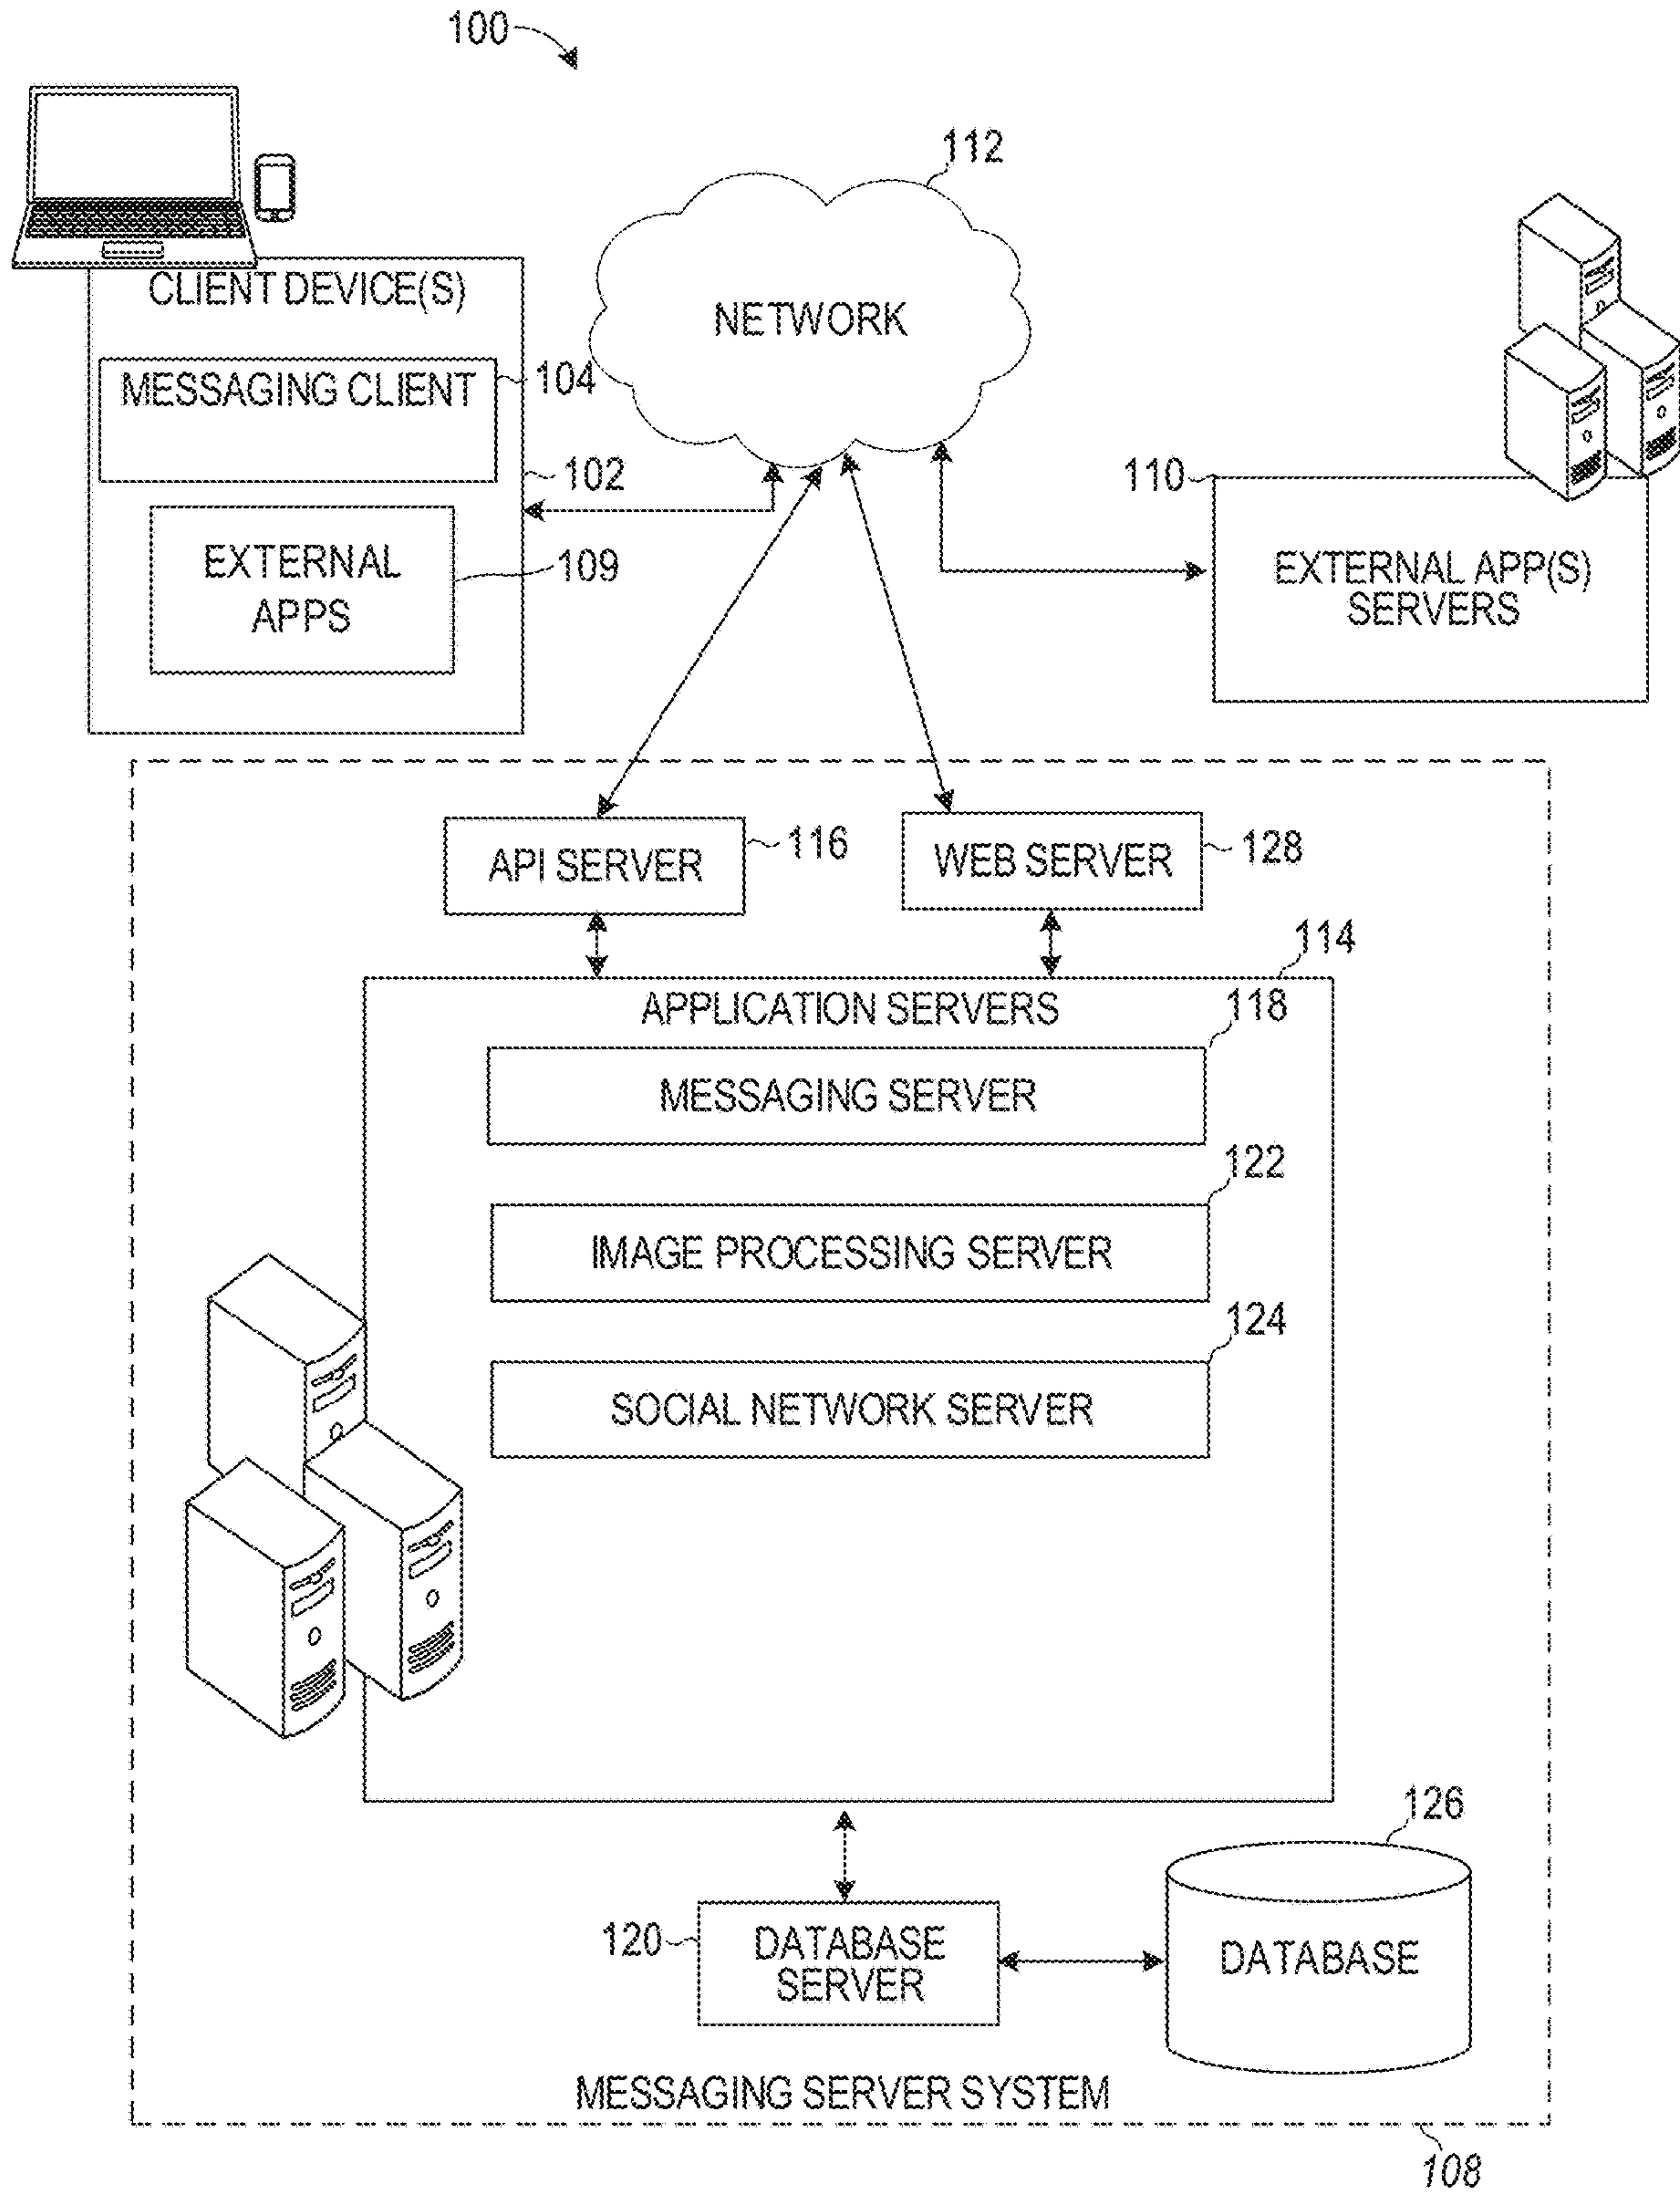 100
112
CLIENT DEVICE(S)
NETWORK
MESSAGING CLIENT
104
102
110
EXTERNAL
APPS
109
EXTERNAL APP(S)
SERVERS
API SERVER
116
WEB SERVER
128
114
APPLICATION SERVERS
118
MESSAGING SERVER
122
IMAGE PROCESSING SERVER
124
SOCIAL NETWORK SERVER
126
120
DATABASE
SERVER
DATABASE
MESSAGING SERVER SYSTEM
108